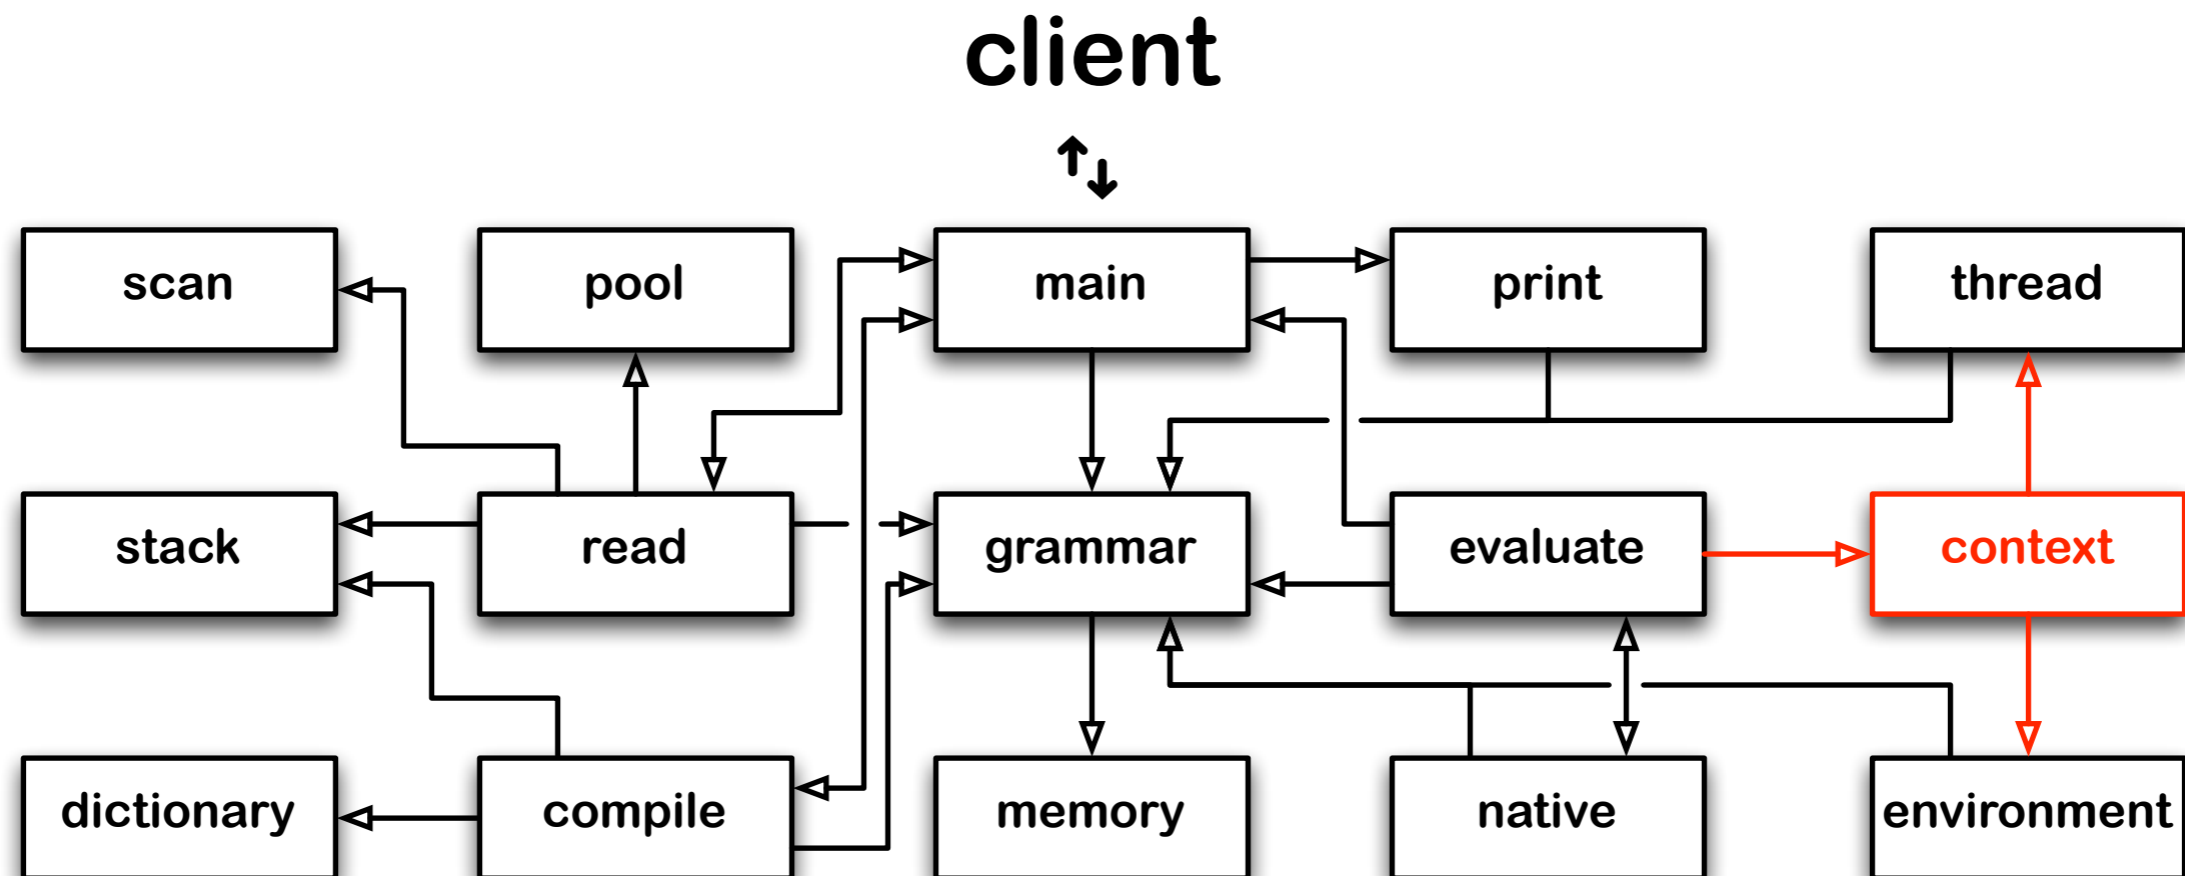 client
scan
pool
main
print
thread
stack
read
grammar
evaluate
context
dictionary
compile
memory
native
environment